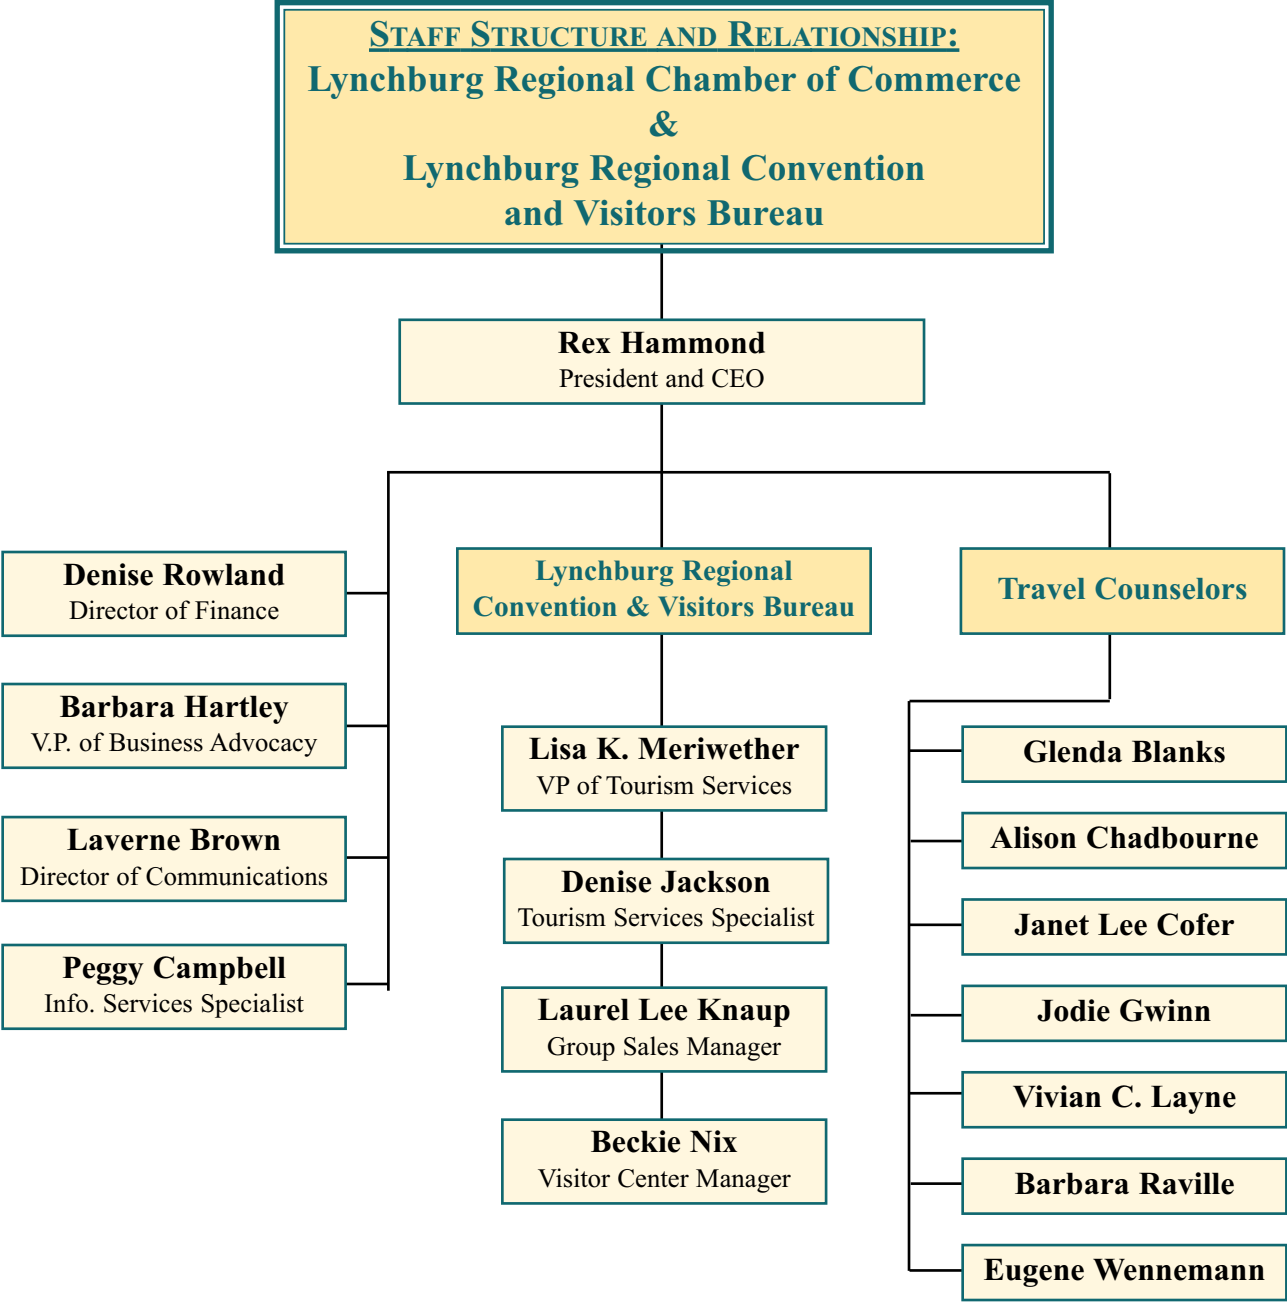 STAFF STRUCTURE AND RELATIONSHIP:
Lynchburg Regional Chamber of Commerce
&
Lynchburg Regional Convention
and Visitors Bureau
Rex Hammond
President and CEO
Denise Rowland
Director of Finance
Barbara Hartley
V.P. of Business Advocacy
Laverne Brown
Director of Communications
Peggy Campbell
Info. Services Specialist
Lynchburg Regional
Convention & Visitors Bureau
Lisa K. Meriwether
VP of Tourism Services
Denise Jackson
Tourism Services Specialist
Laurel Lee Knaup
Group Sales Manager
Beckie Nix
Visitor Center Manager
Travel Counselors
Glenda Blanks
Alison Chadbourne
Janet Lee Cofer
Jodie Gwinn
Vivian C. Layne
Barbara Raville
Eugene Wennemann